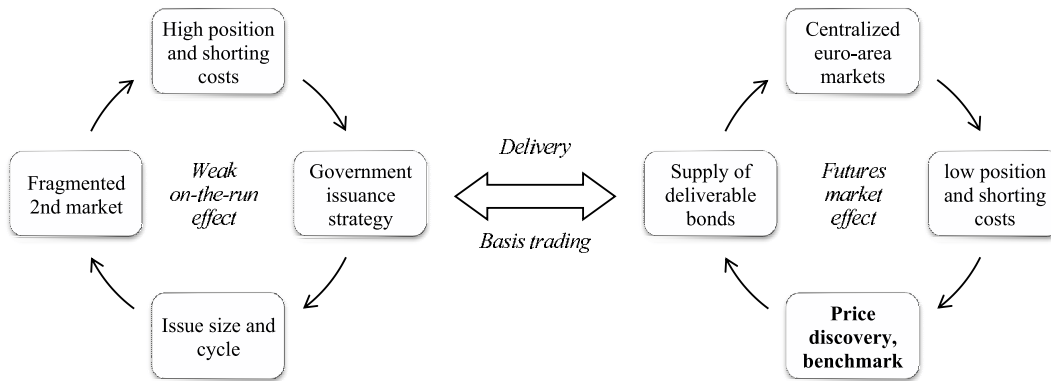 High position
and shorting
costs
Fragmented
2nd market
Weak
on-the-run
effect
Government
issuance
strategy
Issue size and
cycle
Delivery
Basis trading
Centralized
euro-area
markets
Supply of
deliverable
bonds
Futures
market
effect
low position
and shorting
costs
Price
discovery,
benchmark